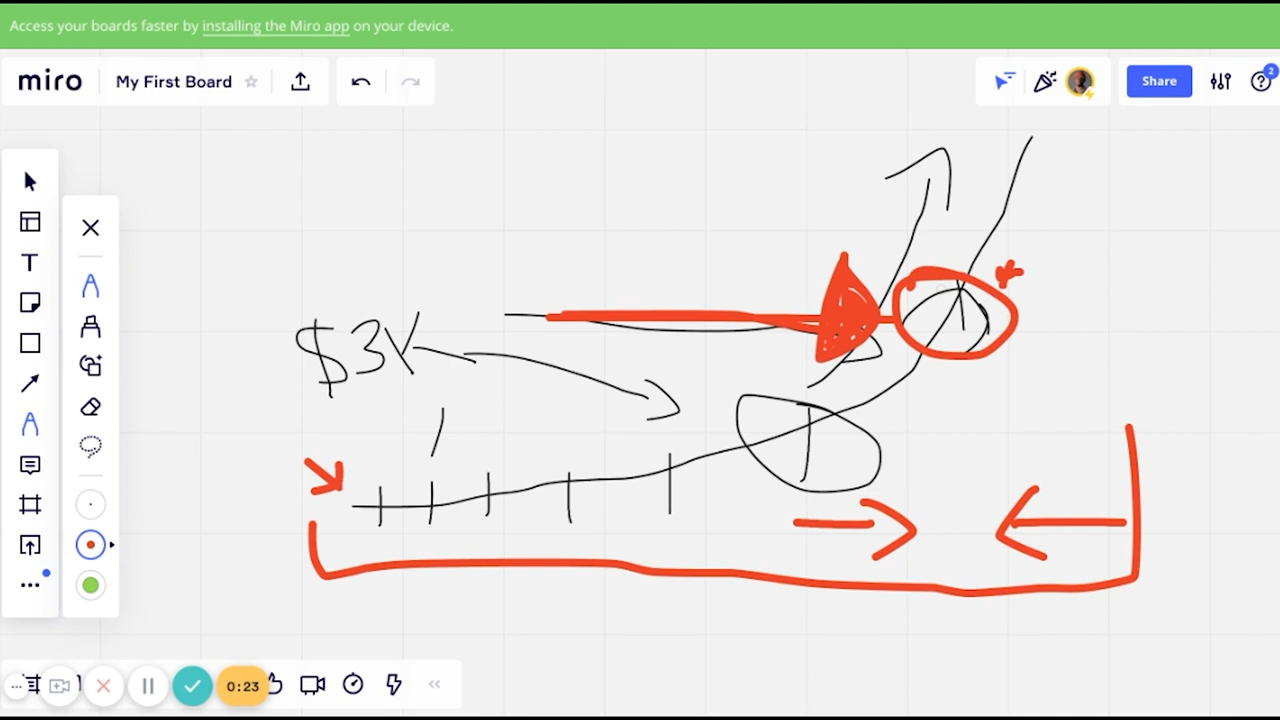 Access your boards faster by installing the Miro app on your device.
miro My First Board Share 2
T
$3K
0:23